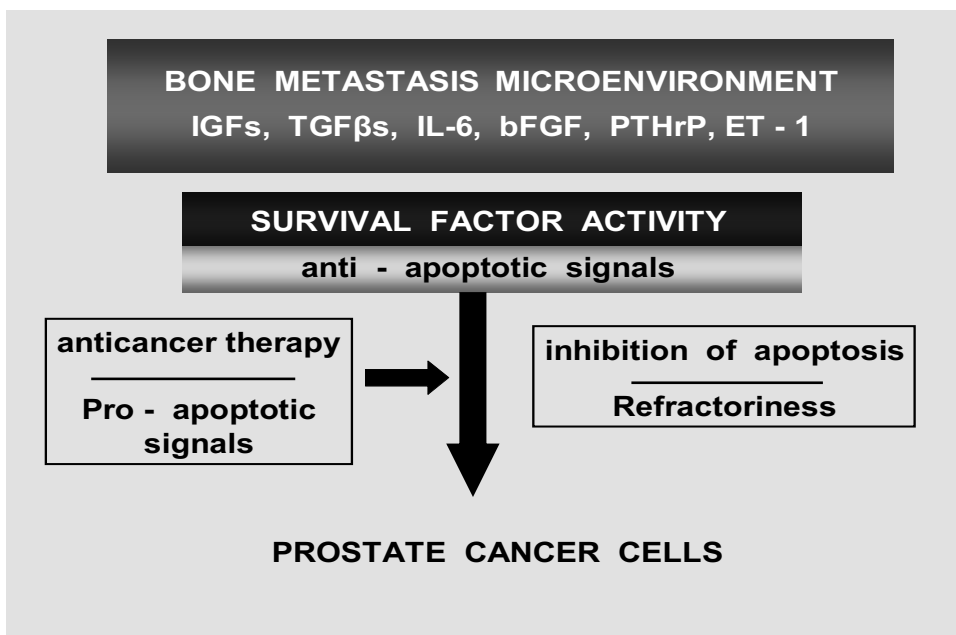 BONE METASTASIS MICROENVIRONMENT
IGFs, TGFβs, IL-6, bFGF, PTHrP, ET - 1
SURVIVAL FACTOR ACTIVITY
anti - apoptotic signals
anticancer therapy
Pro - apoptotic
signals
inhibition of apoptosis
Refractoriness
PROSTATE CANCER CELLS